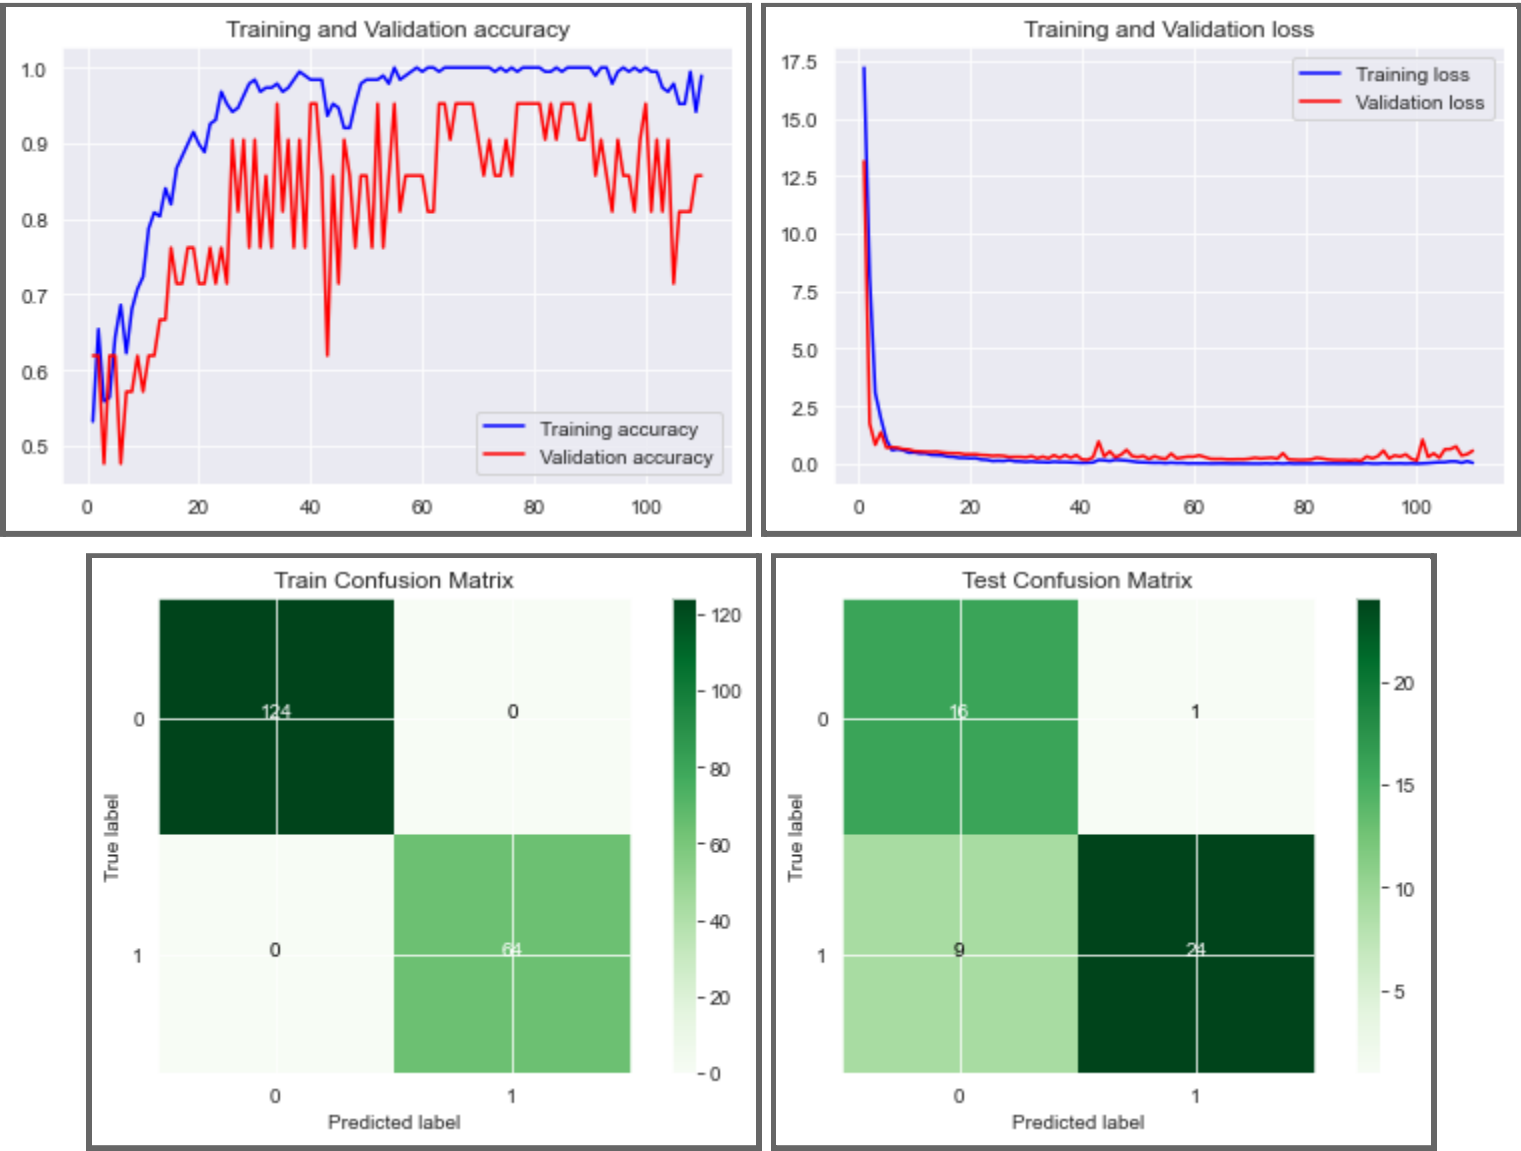 Training and Validation accuracy
1.0
0.9
0.8
0.7
0.6
0.5
0 20 40 60 80 100
Training accuracy
Validation accuracy
Training and Validation loss
17.5
15.0
12.5
10.0
7.5
5.0
2.5
0.0
0 20 40 60 80 100
Training loss
Validation loss
Train Confusion Matrix
True label
0
1
124 0
0 64
0 1
Predicted label
120
100
80
60
40
20
0
Test Confusion Matrix
True label
0
1
16 1
9 24
0 1
Predicted label
20
15
10
5